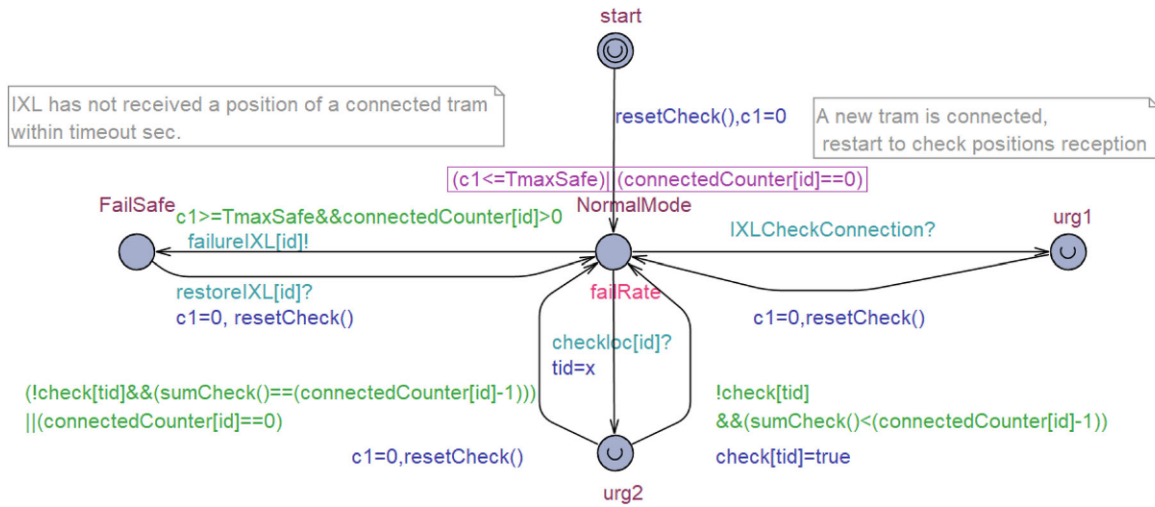 start
IXL has not received a position of a connected tram
within timeout sec.
resetCheck(),c1=0
A new tram is connected,
restart to check positions reception
(c1<=TmaxSafe)||(connectedCounter[id]==0)
FailSafe
c1>=TmaxSafe&&connectedCounter[id]>0
NormalMode
urg1
failureIXL[id]!
IXLCheckConnection?
restoreIXL[id]?
failRate
c1=0, resetCheck()
c1=0,resetCheck()
checkloc[id]?
tid=x
(!check[tid]&&(sumCheck()==(connectedCounter[id]-1)))
||(connectedCounter[id]==0)
!check[tid]
&&(sumCheck()<(connectedCounter[id]-1))
c1=0,resetCheck()
check[tid]=true
urg2